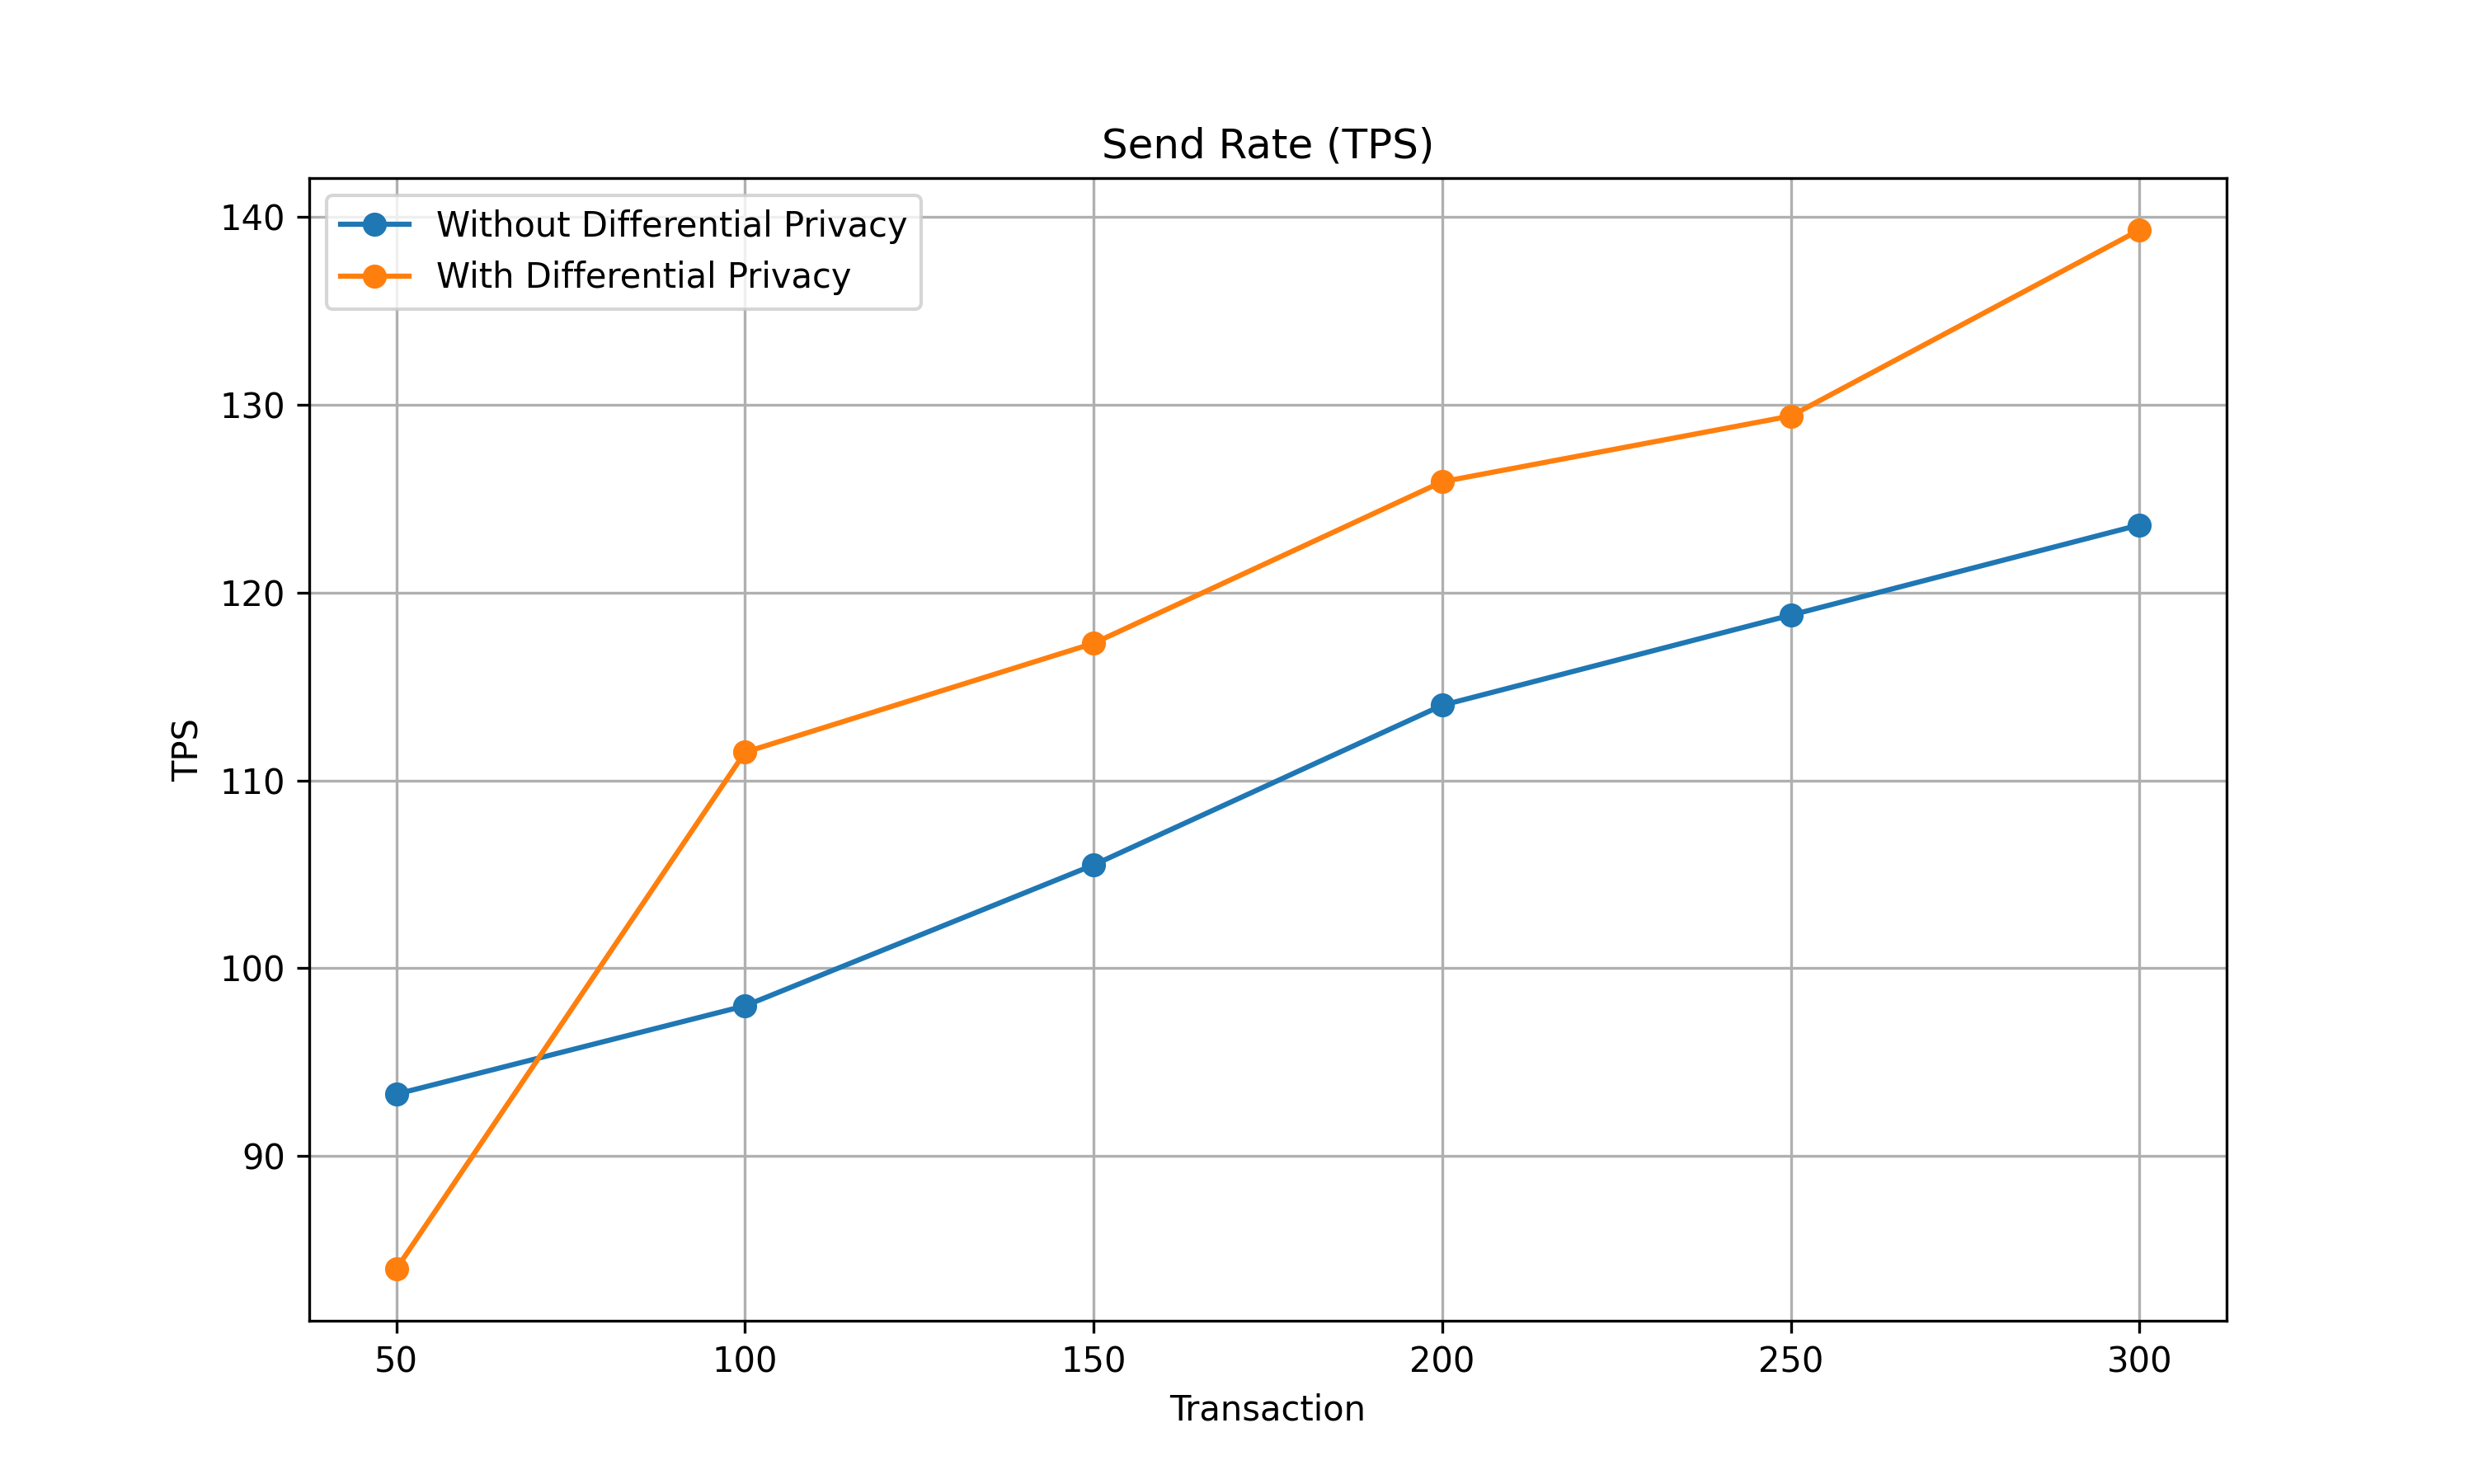 Send Rate (TPS)
Without Differential Privacy
With Differential Privacy
140
130
120
110
100
90
TPS
50 100 150 200 250 300
Transaction